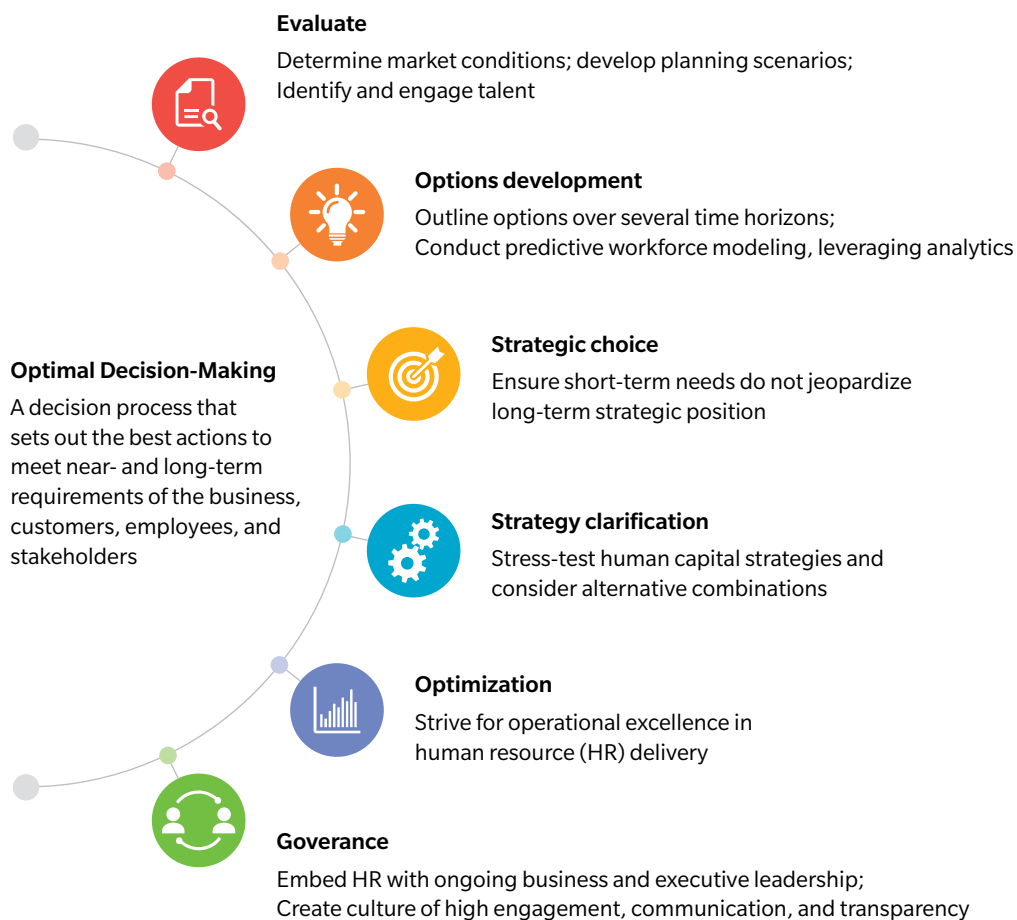 Evaluate
Determine market conditions; develop planning scenarios;
Identify and engage talent
Options development
Outline options over several time horizons;
Conduct predictive workforce modeling, leveraging analytics
Optimal Decision-Making
A decision process that
sets out the best actions to
meet near- and long-term
requirements of the business,
customers, employees, and
stakeholders
Strategic choice
Ensure short-term needs do not jeopardize
long-term strategic position
Strategy clarification
Stress-test human capital strategies and
consider alternative combinations
Optimization
Strive for operational excellence in
human resource (HR) delivery
Goverance
Embed HR with ongoing business and executive leadership;
Create culture of high engagement, communication, and transparency